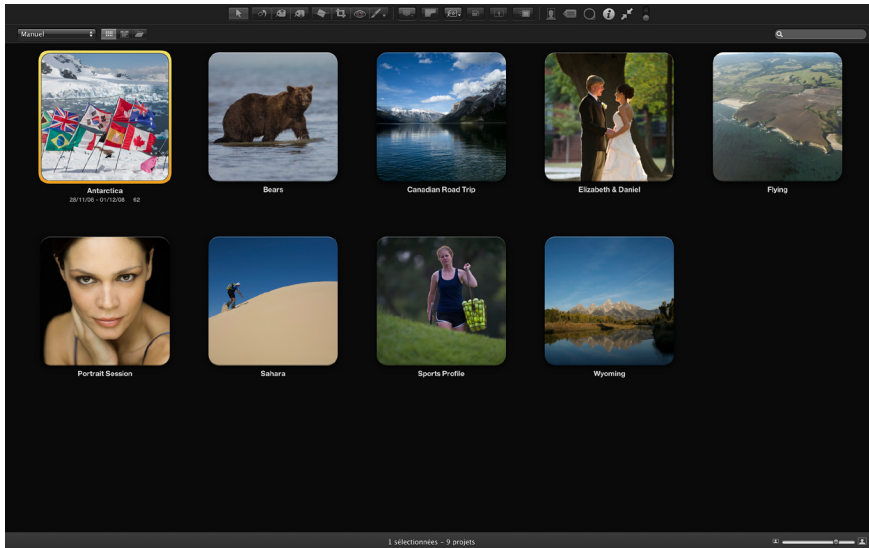 Manuel
Antarctica
28/11/08 - 01/12/08 62
Bears
Canadian Road Trip
Elizabeth & Daniel
Flying
Portrait Session
Sahara
Sports Profile
Wyoming
1 sélectionnées - 9 projets